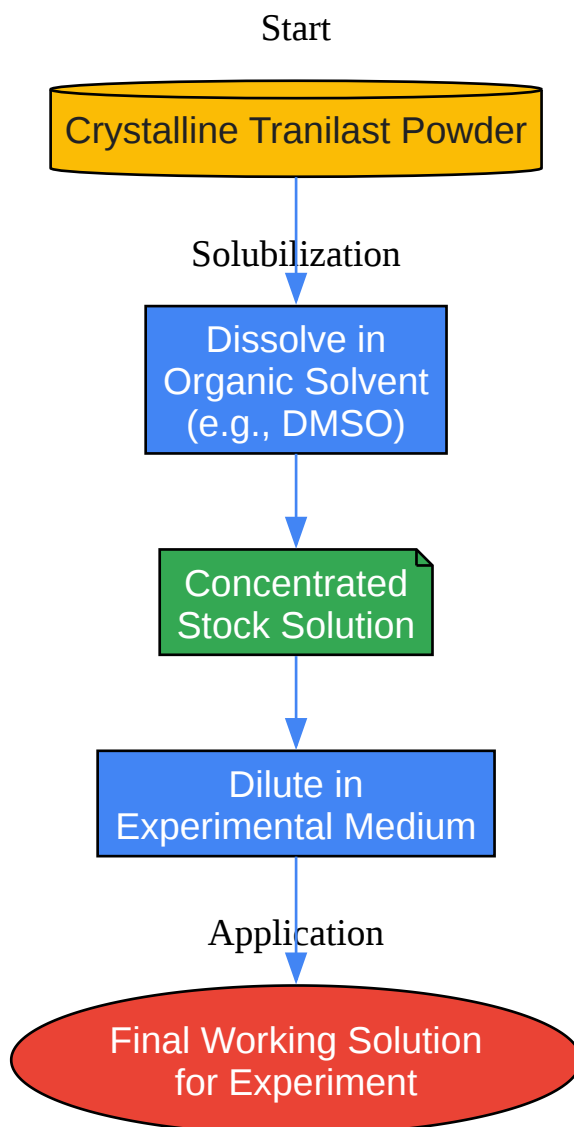 Start
Crystalline Tranilast Powder
Solubilization
Dissolve in
Organic Solvent
(e.g., DMSO)
Concentrated
Stock Solution
Dilute in
Experimental Medium
Application
Final Working Solution
for Experiment